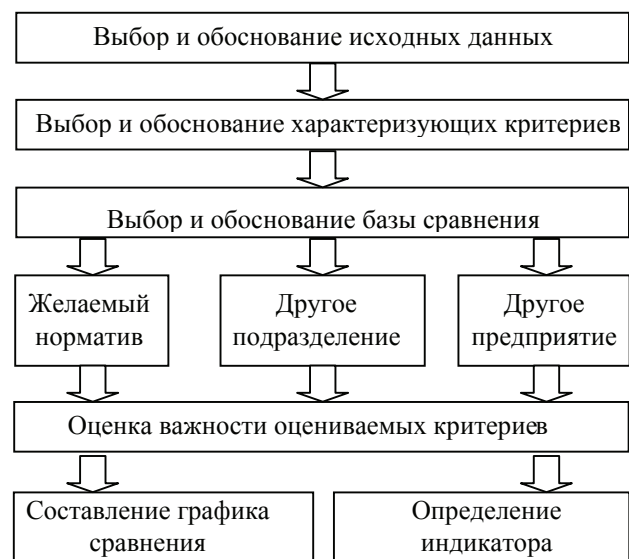 Выбор и обоснование исходных данных
Выбор и обоснование характеризующих критериев
Выбор и обоснование базы сравнения
Желаемый
норматив
Другое
подразделение
Другое
предприятие
Оценка важности оцениваемых критериев
Составление графика
сравнения
Определение
индикатора